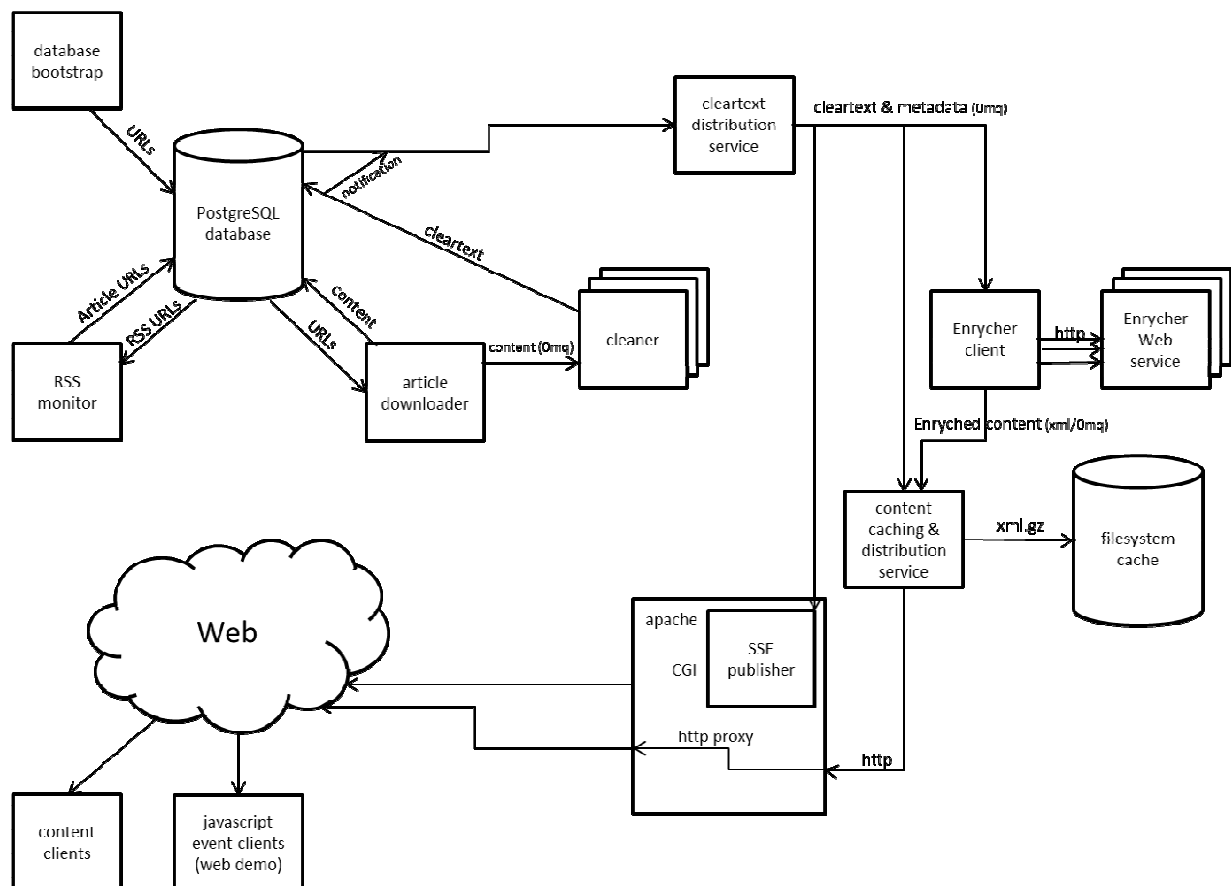 database
bootstrap
URLs
cleartext
distribution
service
cleartext & metadata (0mq)
notification
PostgreSQL
database
cleartext
Article URLs
RSS URLs
content
URLs
RSS
monitor
article
downloader
content (0mq)
cleaner
Enrycher
client
http
Enrycher
Web
service
Enryched content (xml/0mq)
content
caching &
distribution
service
xml.gz
filesystem
cache
Web
apache
CGI
SSE
publisher
http proxy
http
content
clients
javascript
event clients
(web demo)